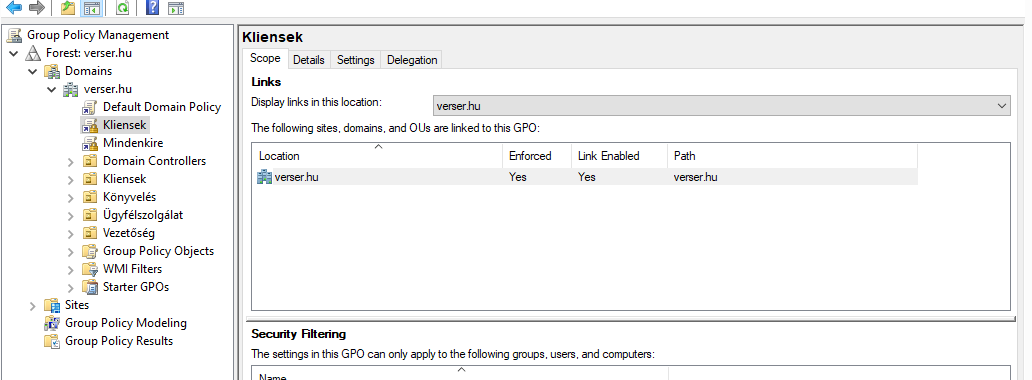 Group Policy Management
Forest: verser.hu
Domains
verser.hu
Default Domain Policy
Kliensek
Mindenkire
Domain Controllers
Kliensek
Könyvelés
Ügyfélszolgálat
Vezetőség
Group Policy Objects
WMI Filters
Starter GPOs
Sites
Group Policy Modeling
Group Policy Results
Kliensek
Scope Details Settings Delegation
Links
Display links in this location: verser.hu
The following sites, domains, and OUs are linked to this GPO:
Location Enforced Link Enabled Path
verser.hu Yes Yes verser.hu
Security Filtering
The settings in this GPO can only apply to the following groups, users, and computers:
Name